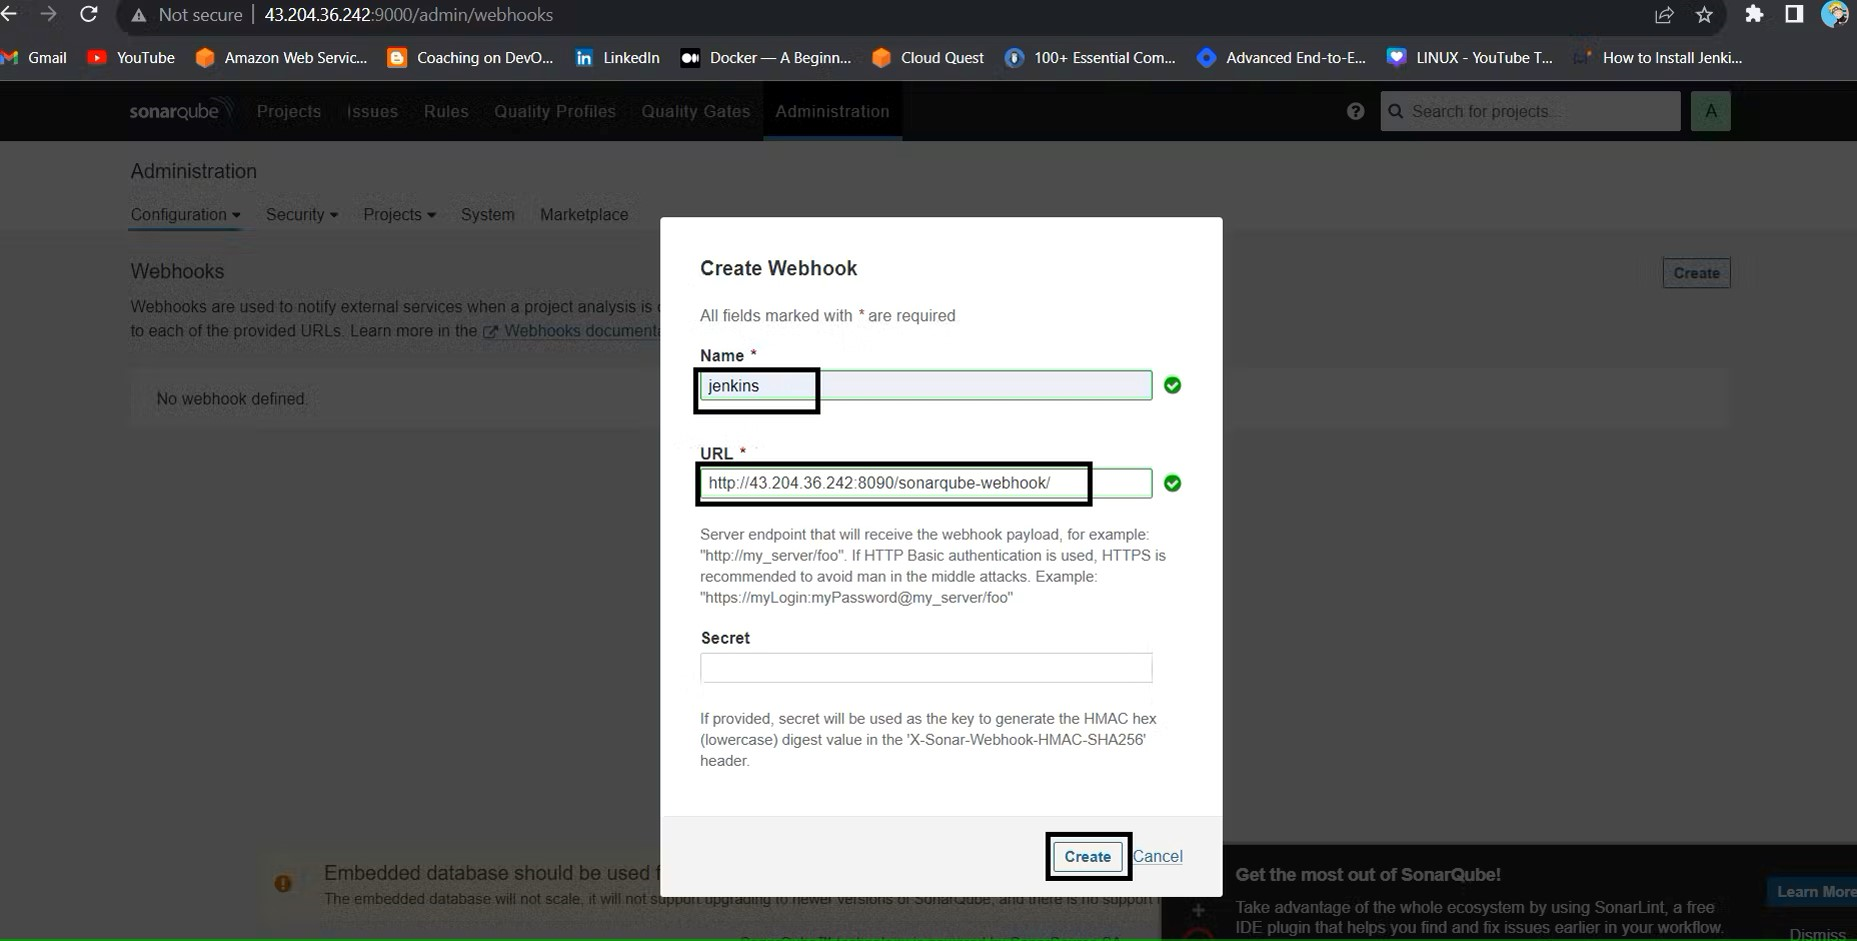 Not secure | 43.204.36.242:9000/admin/webhooks
Gmail YouTube Amazon Web Servic... Coaching on DevO... LinkedIn Docker — A Beginn... Cloud Quest 100+ Essential Com... Advanced End-to-E... LINUX - YouTube T... How to Install Jenki...
sonarqube Projects Issues Rules Quality Profiles Quality Gates Administration ? Search for projects... A
Administration
Configuration Security Projects System Marketplace
Webhooks
Create
Webhooks are used to notify external services when a project analysis is
to each of the provided URLs. Learn more in the Webhooks documenta
No webhook defined.
Create Webhook
All fields marked with * are required
Name *
jenkins
URL *
http://43.204.36.242:8090/sonarqube-webhook/
Server endpoint that will receive the webhook payload, for example:
"http://my_server/foo". If HTTP Basic authentication is used, HTTPS is
recommended to avoid man in the middle attacks. Example:
"https://myLogin:myPassword@my_server/foo"
Secret
If provided, secret will be used as the key to generate the HMAC hex
(lowercase) digest value in the 'X-Sonar-Webhook-HMAC-SHA256'
header.
Create Cancel
Embedded database should be used f
The embedded database will not scale, it will not support upgrading to newer versions of SonarQube, and there is no support
Get the most out of SonarQube!
Take advantage of the whole ecosystem by using SonarLint, a free
IDE plugin that helps you find and fix issues earlier in your workflow.
Learn More
Dismiss